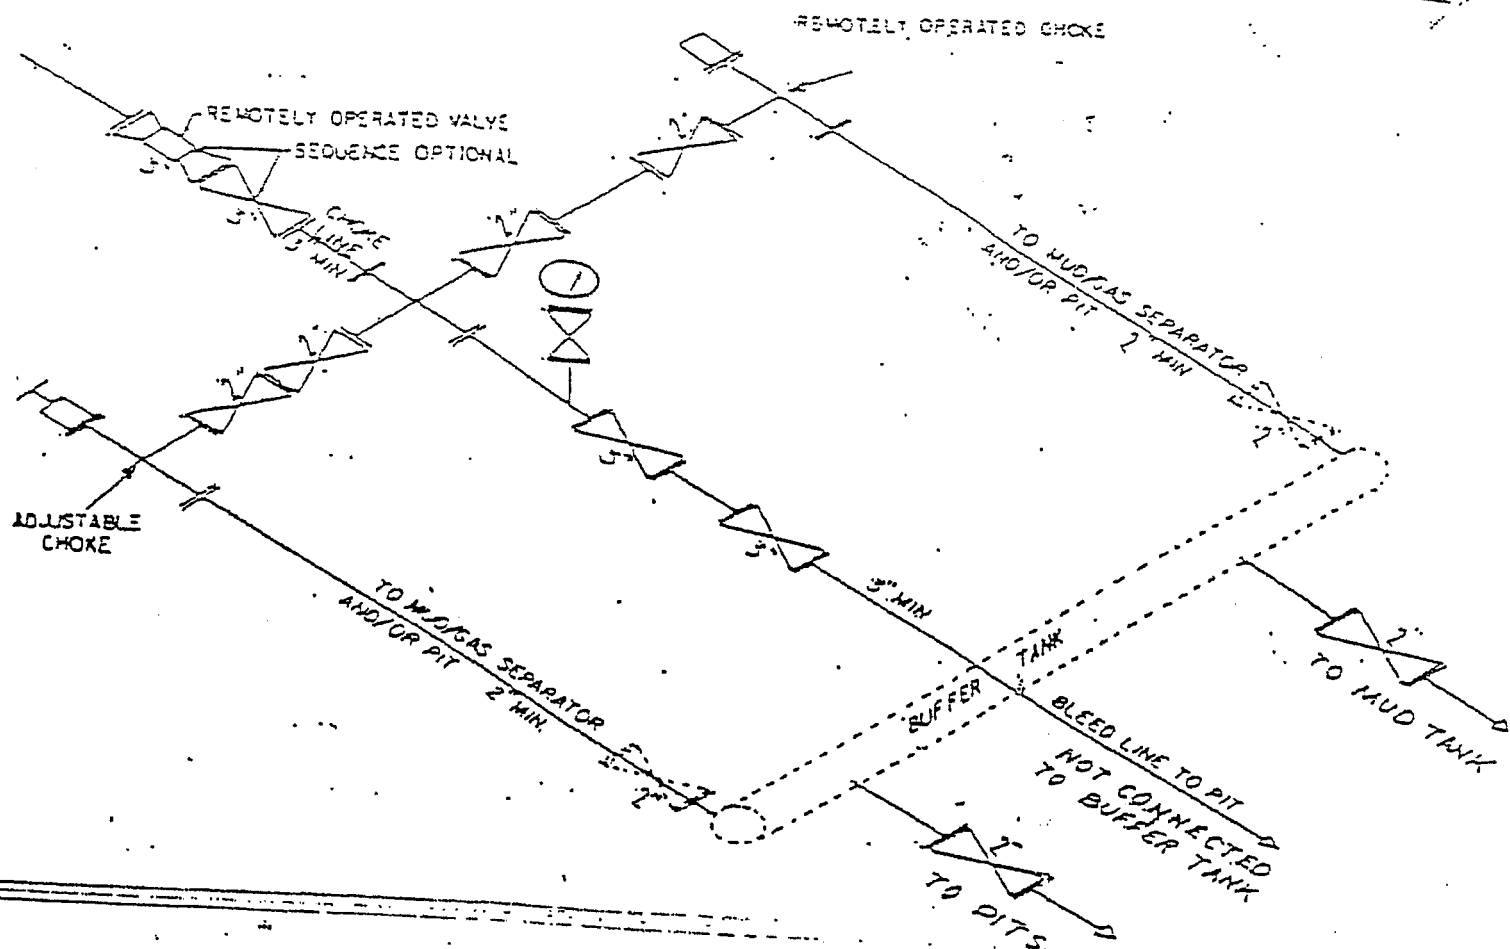 REMOTELY OPERATED CHOKE
REMOTELY OPERATED VALVE
SEQUENCE OPTIONAL
3"
3"
CHOKE
LINE
3 MIN
2"
2"
2"
2"
ADJUSTABLE
CHOKE
TO MUD/GAS SEPARATOR
AND/OR PIT
2" MIN
2"
3"
3"
3" MIN
TO MUD/GAS SEPARATOR
AND/OR PIT
2" MIN.
2"
BUFFER TANK
BLEED LINE TO PIT
NOT CONNECTED
TO BUFFER TANK
2"
TO MUD TANK
2"
TO PITS